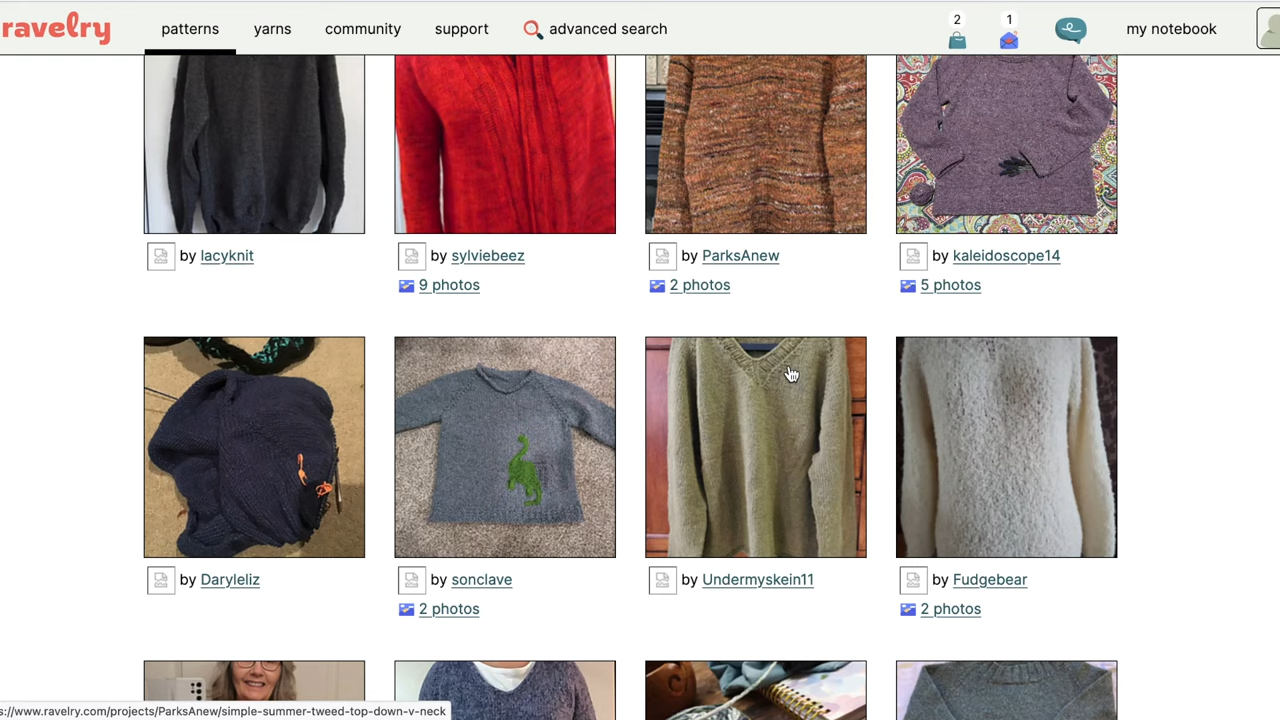 ravelry patterns yarns community support advanced search 2 1 my notebook
by lacyknit by sylviebeez by ParksAnew by kaleidoscope14
9 photos 2 photos 5 photos
by Daryleliz by sonclave by Undermyskein11 by Fudgebear
2 photos 2 photos
s://www.ravelry.com/projects/ParksAnew/simple-summer-tweed-top-down-v-neck